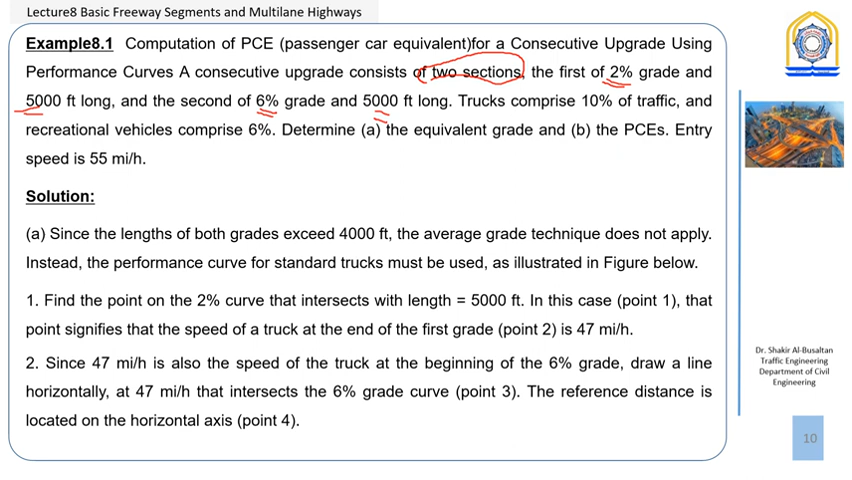 Lecture8 Basic Freeway Segments and Multilane Highways
Example8.1 Computation of PCE (passenger car equivalent)for a Consecutive Upgrade Using
Performance Curves A consecutive upgrade consists of two sections, the first of 2% grade and
5000 ft long, and the second of 6% grade and 5000 ft long. Trucks comprise 10% of traffic, and
recreational vehicles comprise 6%. Determine (a) the equivalent grade and (b) the PCEs. Entry
speed is 55 mi/h.
Solution:
(a) Since the lengths of both grades exceed 4000 ft, the average grade technique does not apply.
Instead, the performance curve for standard trucks must be used, as illustrated in Figure below.
1. Find the point on the 2% curve that intersects with length = 5000 ft. In this case (point 1), that
point signifies that the speed of a truck at the end of the first grade (point 2) is 47 mi/h.
2. Since 47 mi/h is also the speed of the truck at the beginning of the 6% grade, draw a line
horizontally, at 47 mi/h that intersects the 6% grade curve (point 3). The reference distance is
located on the horizontal axis (point 4).
Dr. Shakir Al-Busaltan
Traffic Engineering
Department of Civil
Engineering
10